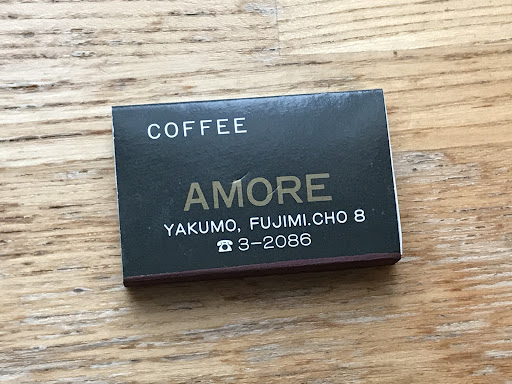 COFFEE
AMORE
YAKUMO, FUJIMI.CHO 8
☎ 3-2086